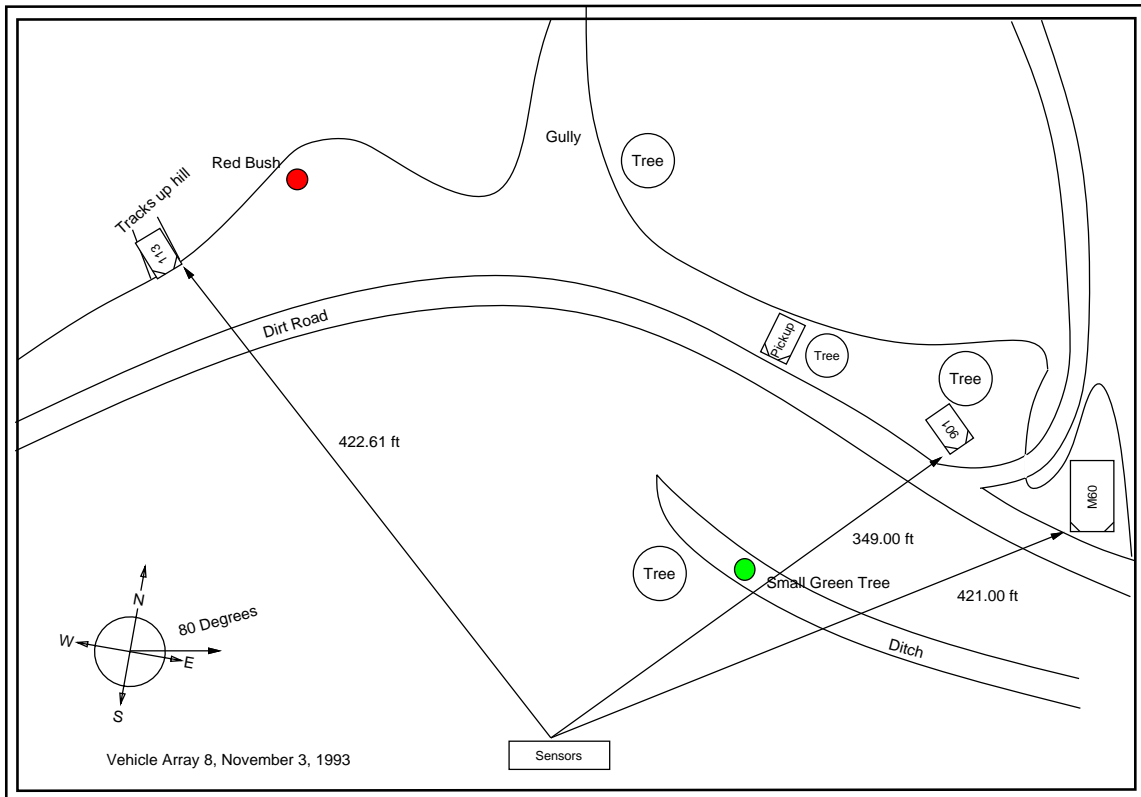 Gully
Tree
Red Bush
Tracks up hill
113
Dirt Road
Pickup
Tree
Tree
901
422.61 ft
M60
349.00 ft
Tree
Small Green Tree
421.00 ft
N
80 Degrees
W
E
Ditch
S
Vehicle Array 8, November 3, 1993
Sensors